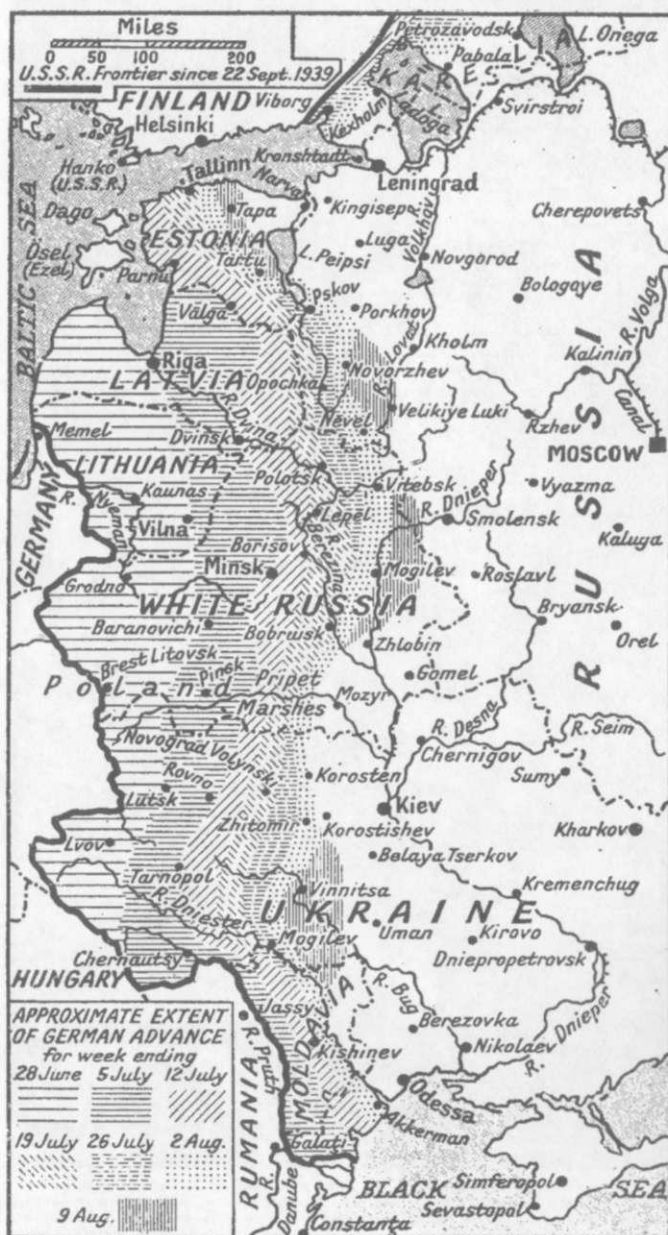 Miles
50 0 100 200
U.S.S.R. Frontier since 22 Sept. 1939
Petrozavodsk
L. Onega
KARELIA
Pabala
FINLAND
Viborg
Kexholm
L. Ladoga
Svirstroi
Helsinki
Hanko
(U.S.S.R.)
Kronshtadt
Leningrad
Tallinn
Narva
BALTIC SEA
Dago
Tapa
Kingisepp
R. Volkhov
Cherepovets
ESTONIA
Luga
Ösel
(Ezel)
Parnu
Tartu
L. Peipsi
Novgorod
Bologaye
Valga
Pskov
Porkhov
R. Volga
Riga
R. Lovat
Kholm
Kalinin
LATVIA
Opochka
Novorzhev
Canal
R. Dvina
Velikiye Luki
Rzhev
Memel
Dvinsk
Nevel
MOSCOW
LITHUANIA
Polotsk
Vitebsk
R. Dnieper
Vyazma
GERMANY
R. Nyeman
Kaunas
Lepel
Smolensk
Vilna
R. Berezina
Kaluga
Borisov
Grodno
Minsk
Mogilev
Roslavl
RUSSIA
WHITE RUSSIA
Baranovichi
Bobruisk
Bryansk
Orel
Zhlobin
Brest Litovsk
Poland
Pinsk
Pripet
Marshes
Gomel
Mozyr
R. Desna
R. Seim
Novograd Volynsk
Chernigov
Korosten
Sumy
Rovno
Lutsk
Kiev
Zhitomir
Korostishev
Kharkov
Lvov
Belaya Tserkov
Tarnopol
Vinnitsa
Kremenchug
R. Dniester
UKRAINE
Mogilev
Uman
Kirovo
Chernautsy
Dniepropetrovsk
HUNGARY
R. Bug
Jassy
MOLDAVIA
Berezovka
R. Dnieper
R. Pruth
Kishinev
Nikolaev
RUMANIA
Odessa
Akkerman
Galati
R. Danube
BLACK SEA
Simferopol
Sevastopol
Constanta
APPROXIMATE EXTENT
OF GERMAN ADVANCE
for week ending
28 June 5 July 12 July
19 July 26 July 2 Aug.
9 Aug.